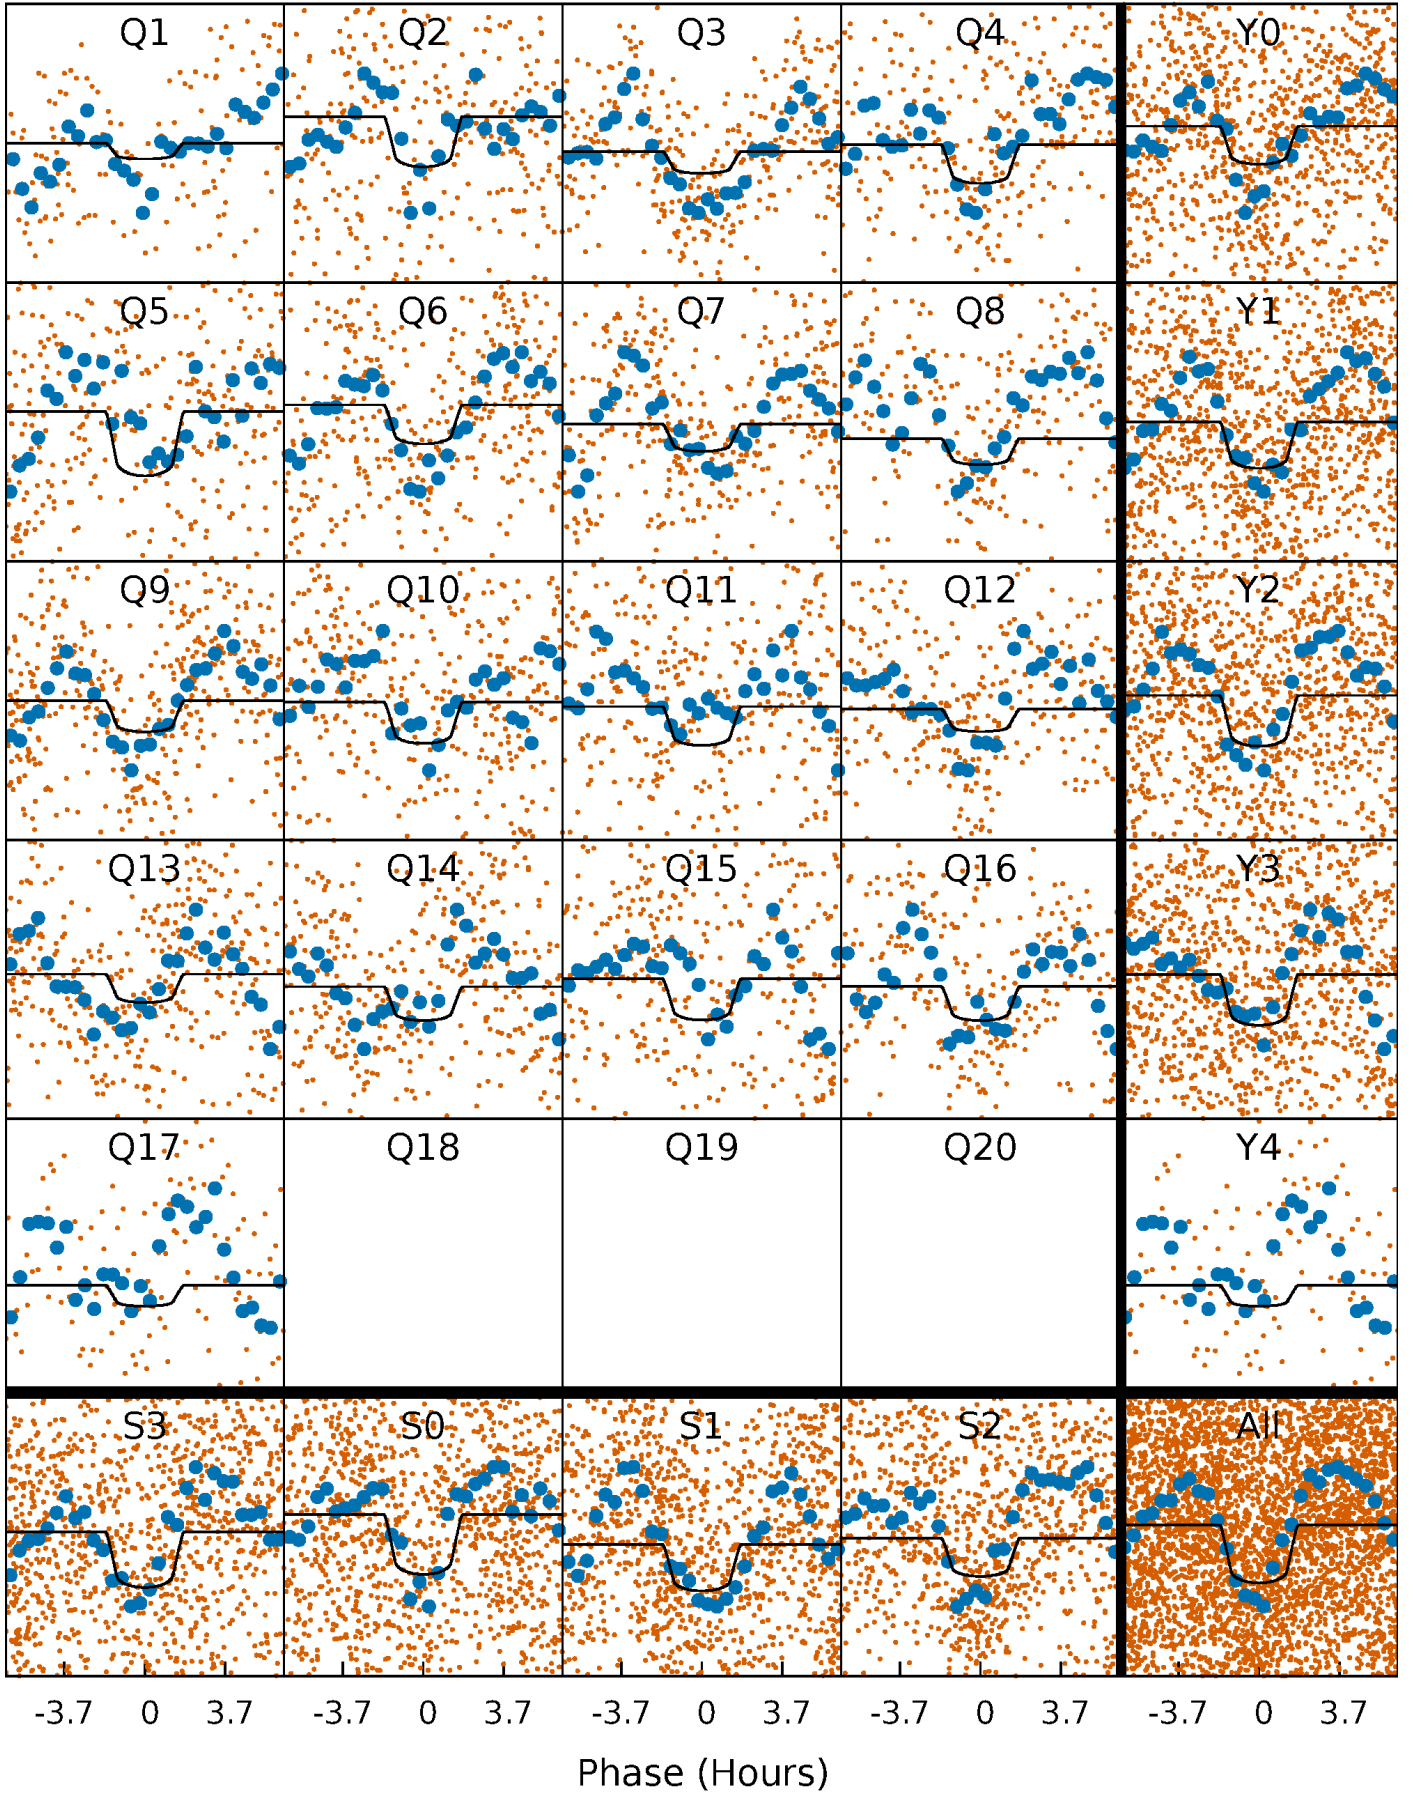 Q1 Q2 Q3 Q4 Y0
Q5 Q6 Q7 Q8 Y1
Q9 Q10 Q11 Q12 Y2
Q13 Q14 Q15 Q16 Y3
Q17 Q18 Q19 Q20 Y4
S3 S0 S1 S2 All
-3.7 0 3.7 -3.7 0 3.7 -3.7 0 3.7 -3.7 0 3.7 -3.7 0 3.7
Phase (Hours)